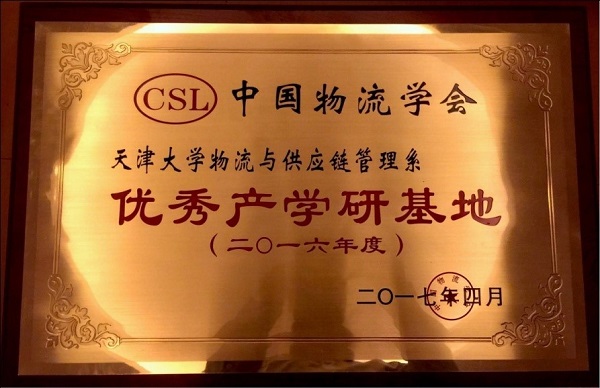 CSL 中国物流学会
天津大学物流与供应链管理系
优秀产学研基地
(二〇一六年度)
二〇一七年四月